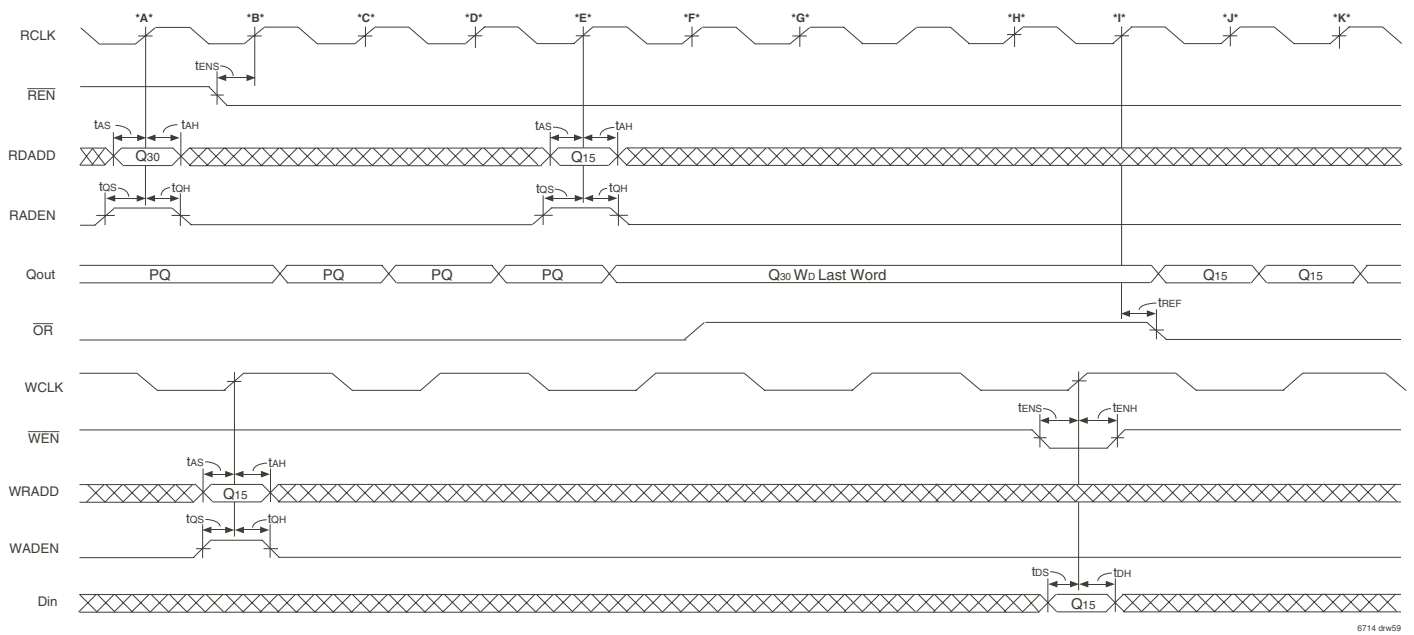 *A* *B* *C* *D* *E* *F* *G* *H* *I* *J* *K*
RCLK
tENS
REN
tAS tAH tAS tAH
RDADD Q30 Q15
tQS tQH tQS tQH
RADEN
Qout PQ PQ PQ PQ Q30 WD Last Word Q15 Q15
tREF
OR
WCLK
tENS tENH
WEN
tAS tAH
WRADD Q15
tQS tQH
WADEN
tDS tDH
Din Q15
6714 drw59